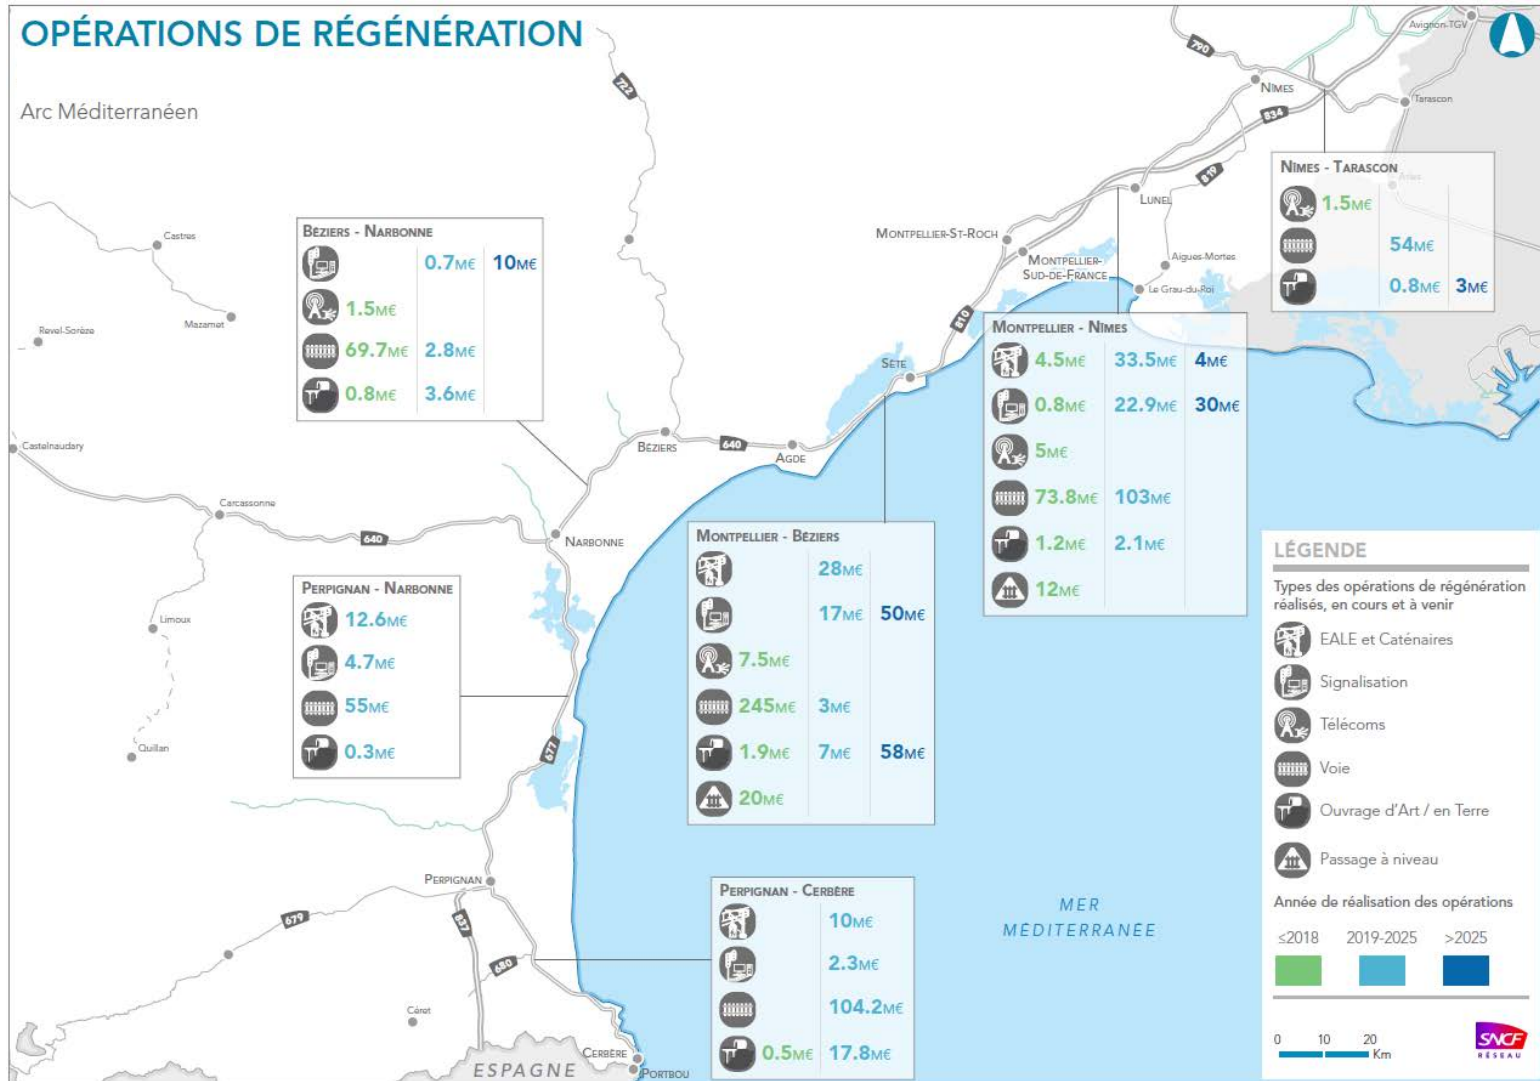 OPÉRATIONS DE RÉGÉNÉRATION
Arc Méditerranéen
Avignon-TGV
790
722
NÎMES
Tarascon
834
819
Arles
NÎMES - TARASCON
1.5M€
54M€
0.8M€ 3M€
LUNEL
MONTPELLIER-ST-ROCH
MONTPELLIER-
SUD-DE-FRANCE
Aigues-Mortes
Le Grau-du-Roi
810
SÈTE
Castres
Mazamet
Revel-Sorèze
Castelnaudary
BÉZIERS - NARBONNE
0.7M€ 10M€
1.5M€
69.7M€ 2.8M€
0.8M€ 3.6M€
MONTPELLIER - NÎMES
4.5M€ 33.5M€ 4M€
0.8M€ 22.9M€ 30M€
5M€
73.8M€ 103M€
1.2M€ 2.1M€
12M€
BÉZIERS
640
AGDE
Carcassonne
640
NARBONNE
Limoux
Quillan
MONTPELLIER - BÉZIERS
28M€
17M€ 50M€
7.5M€
245M€ 3M€
1.9M€ 7M€ 58M€
20M€
PERPIGNAN - NARBONNE
12.6M€
4.7M€
55M€
0.3M€
677
PERPIGNAN
679
837
680
Céret
CERBÈRE
PORTBOU
ESPAGNE
PERPIGNAN - CERBÈRE
10M€
2.3M€
104.2M€
0.5M€ 17.8M€
MER
MÉDITERRANÉE
LÉGENDE
Types des opérations de régénération
réalisés, en cours et à venir
EALE et Caténaires
Signalisation
Télécoms
Voie
Ouvrage d'Art / en Terre
Passage à niveau
Année de réalisation des opérations
≤2018 2019-2025 >2025
0 10 20
Km
SNCF
RÉSEAU